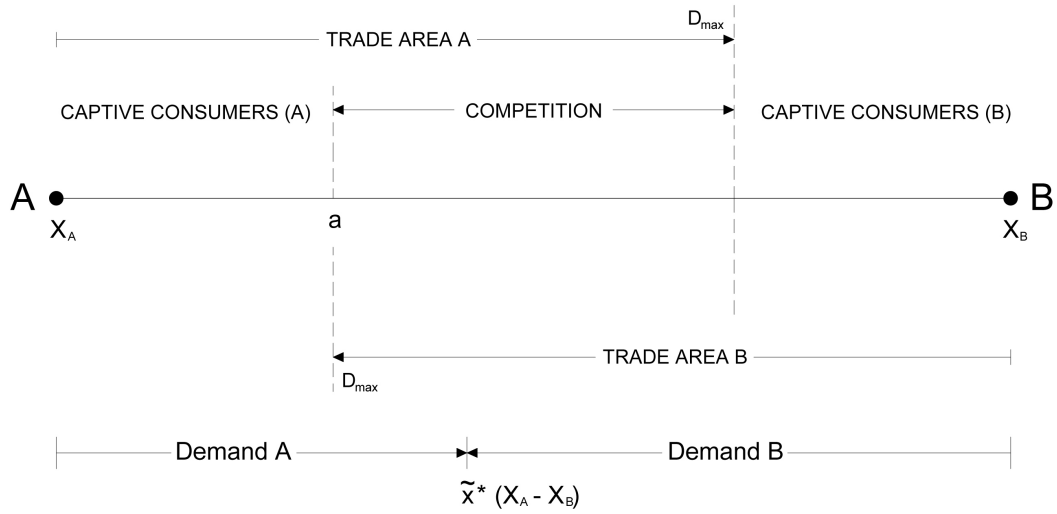 D_max
TRADE AREA A
CAPTIVE CONSUMERS (A)
COMPETITION
CAPTIVE CONSUMERS (B)
A
B
X_A
a
X_B
TRADE AREA B
D_max
Demand A
Demand B
x̃* (X_A - X_B)